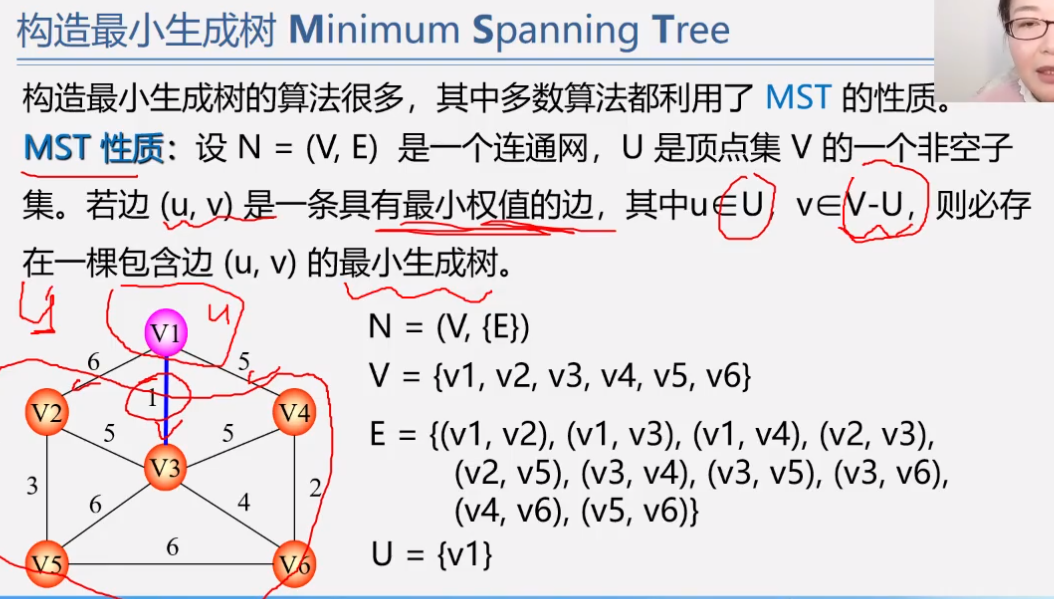 构造最小生成树 Minimum Spanning Tree
构造最小生成树的算法很多，其中多数算法都利用了 MST 的性质。
MST 性质：设 N = (V, E) 是一个连通网，U 是顶点集 V 的一个非空子
集。若边 (u, v) 是一条具有最小权值的边，其中u∈U，v∈V-U，则必存
在一棵包含边 (u, v) 的最小生成树。
u
V1
N = (V, {E})
6
5
V = {v1, v2, v3, v4, v5, v6}
1
V2
V4
5
5
E = {(v1, v2), (v1, v3), (v1, v4), (v2, v3),
V3
(v2, v5), (v3, v4), (v3, v5), (v3, v6),
3
2
6
4
(v4, v6), (v5, v6)}
6
U = {v1}
V5
V6